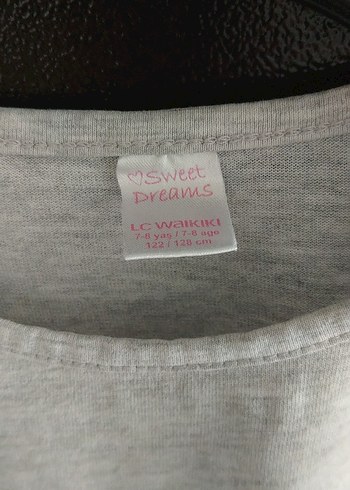 ♡Sweet
Dreams
LC WAIKIKI
7-8 yaş / 7-8 age
122 / 128 cm